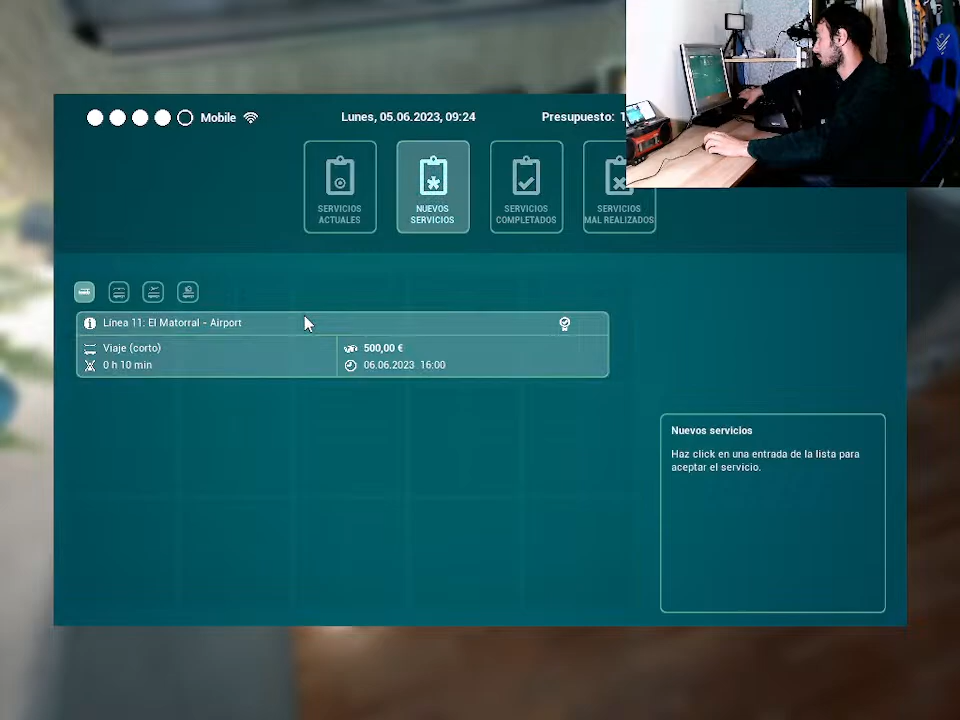 Mobile
Lunes, 05.06.2023, 09:24
Presupuesto: 1
SERVICIOS
ACTUALES
NUEVOS
SERVICIOS
SERVICIOS
COMPLETADOS
SERVICIOS
MAL REALIZADOS
Línea 11: El Matorral - Airport
Viaje (corto)
500,00 €
0 h 10 min
06.06.2023 16:00
Nuevos servicios
Haz click en una entrada de la lista para
aceptar el servicio.